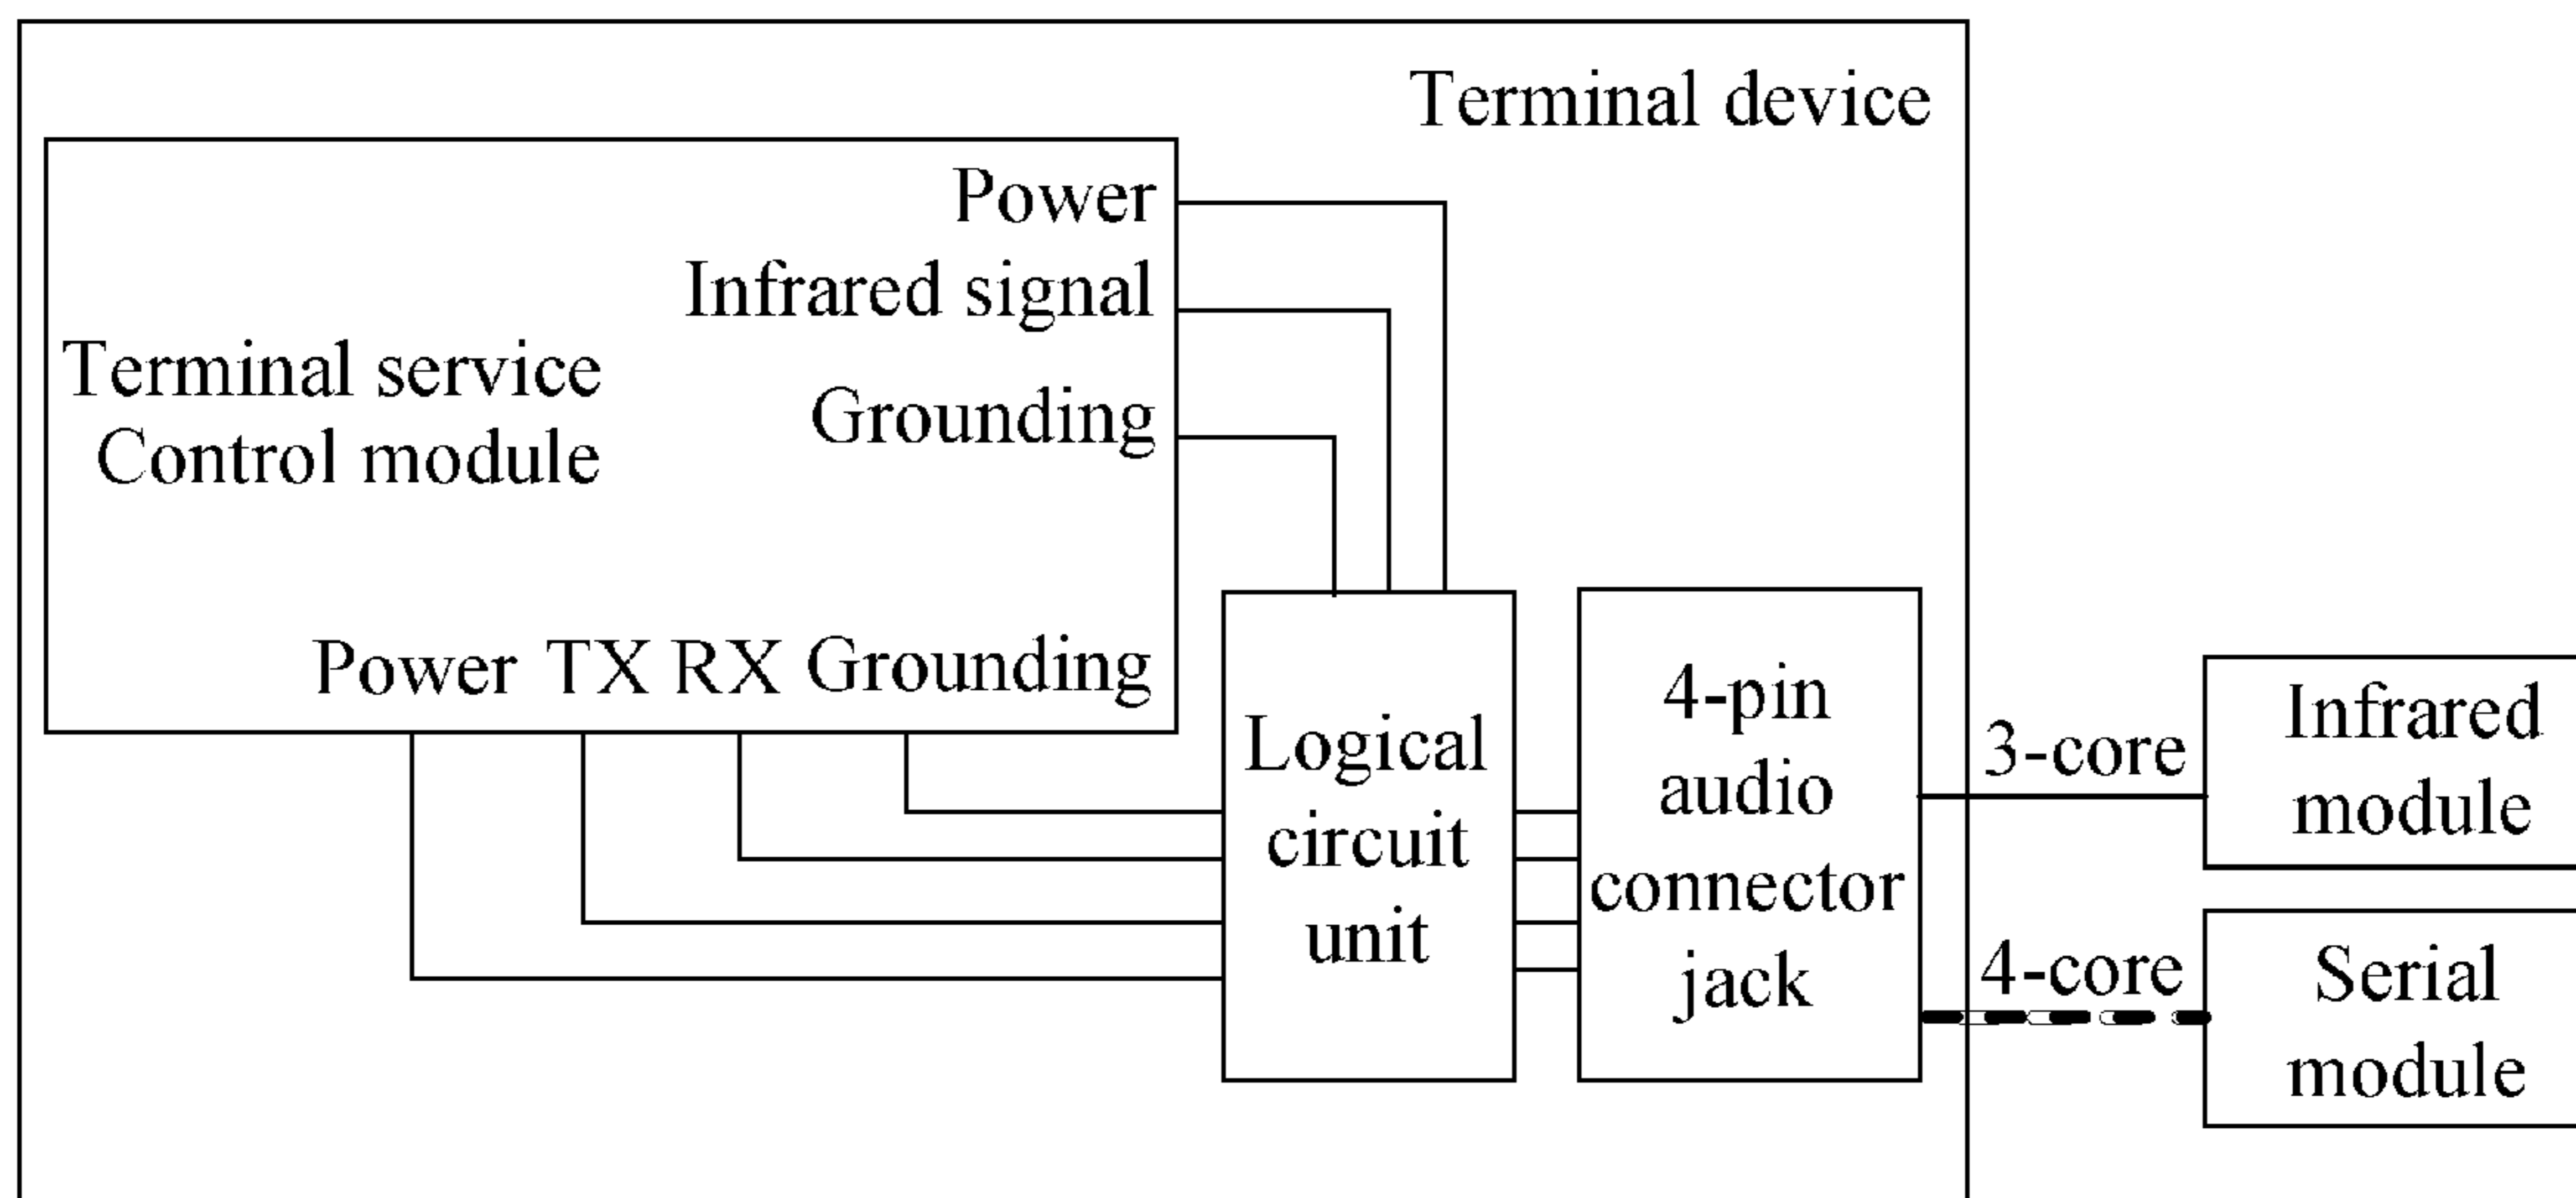 Terminal device
Power
Infrared signal
Grounding
Terminal service
Control module
Power TX RX Grounding
Logical
circuit
unit
4-pin
audio
connector
jack
3-core
4-core
Infrared
module
Serial
module